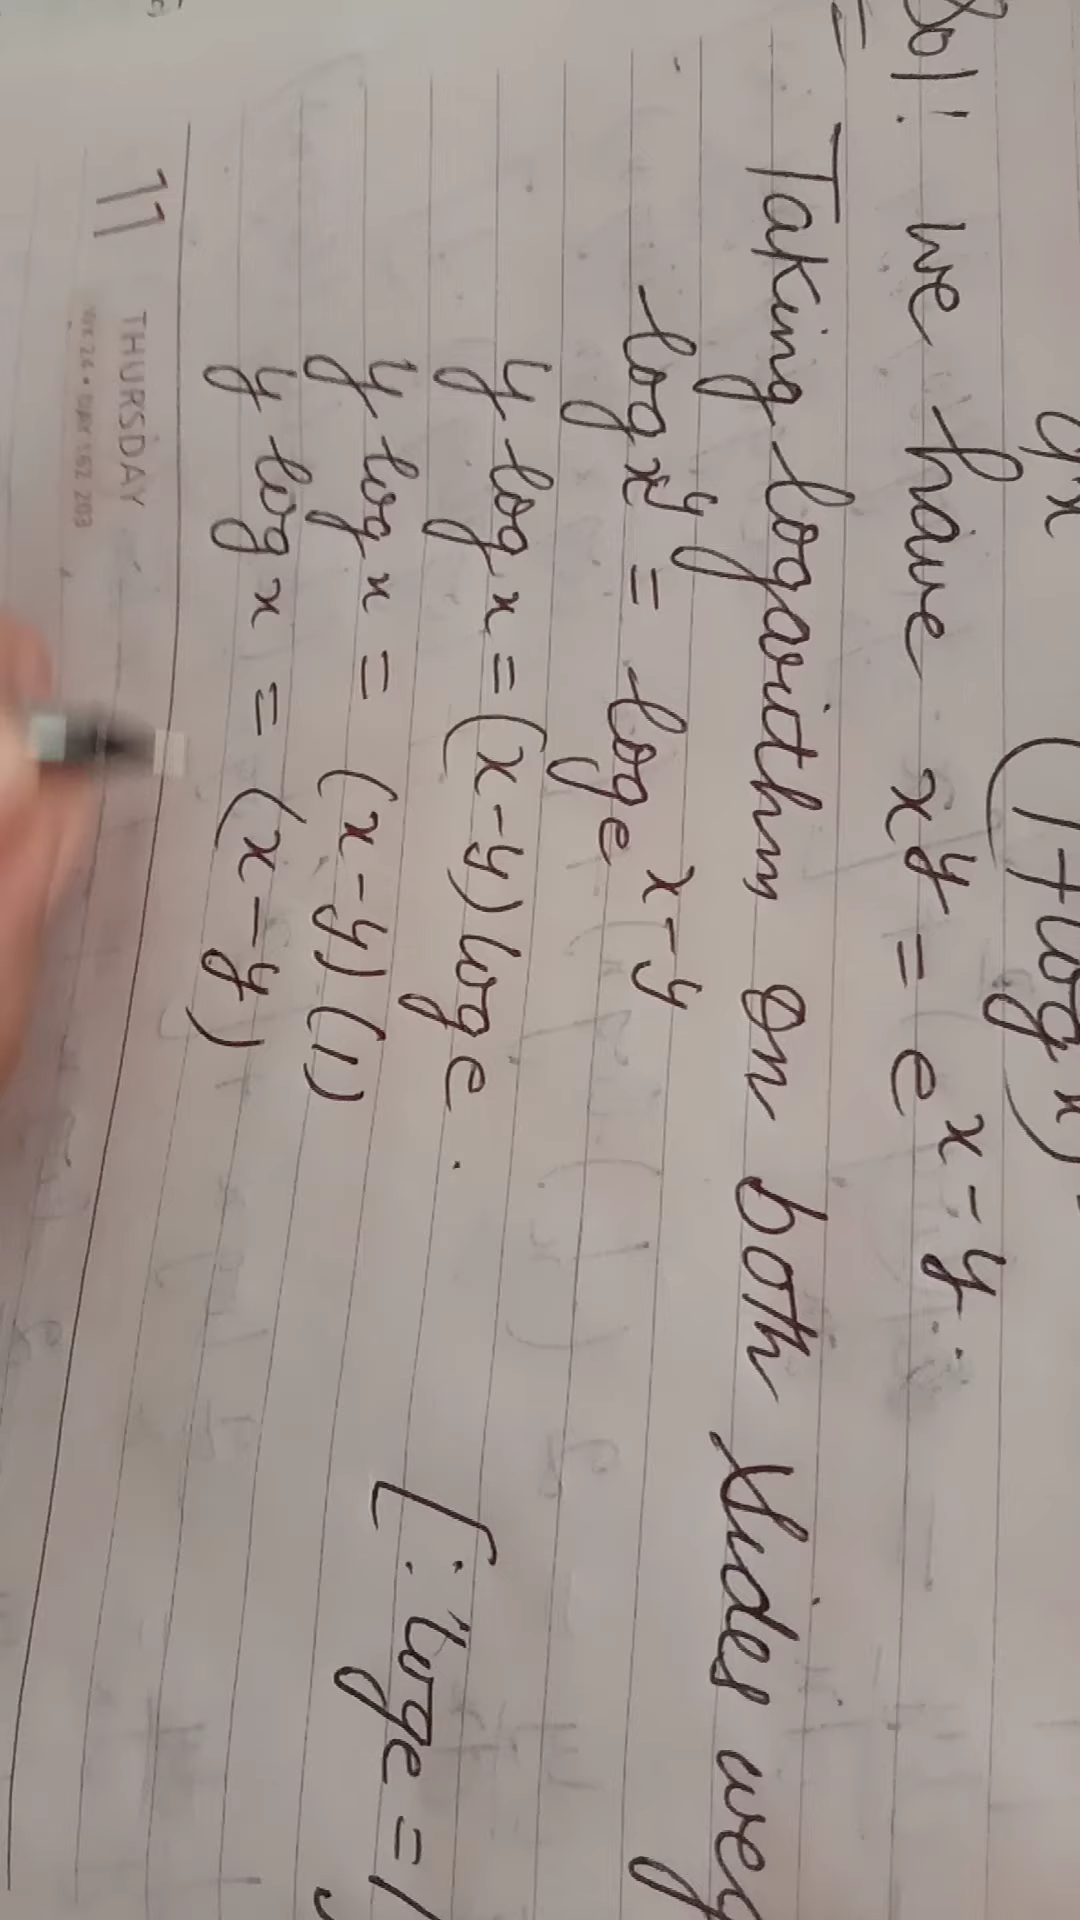 (1+log x)
Sol! We have x^y = e^x-y.
Taking logarithm on both sides we g
log x^y = log e^x-y
y log x = (x-y) log e.
y log x = (x-y) (1) [∵ log e = 1
y log x = (x-y)
11 THURSDAY